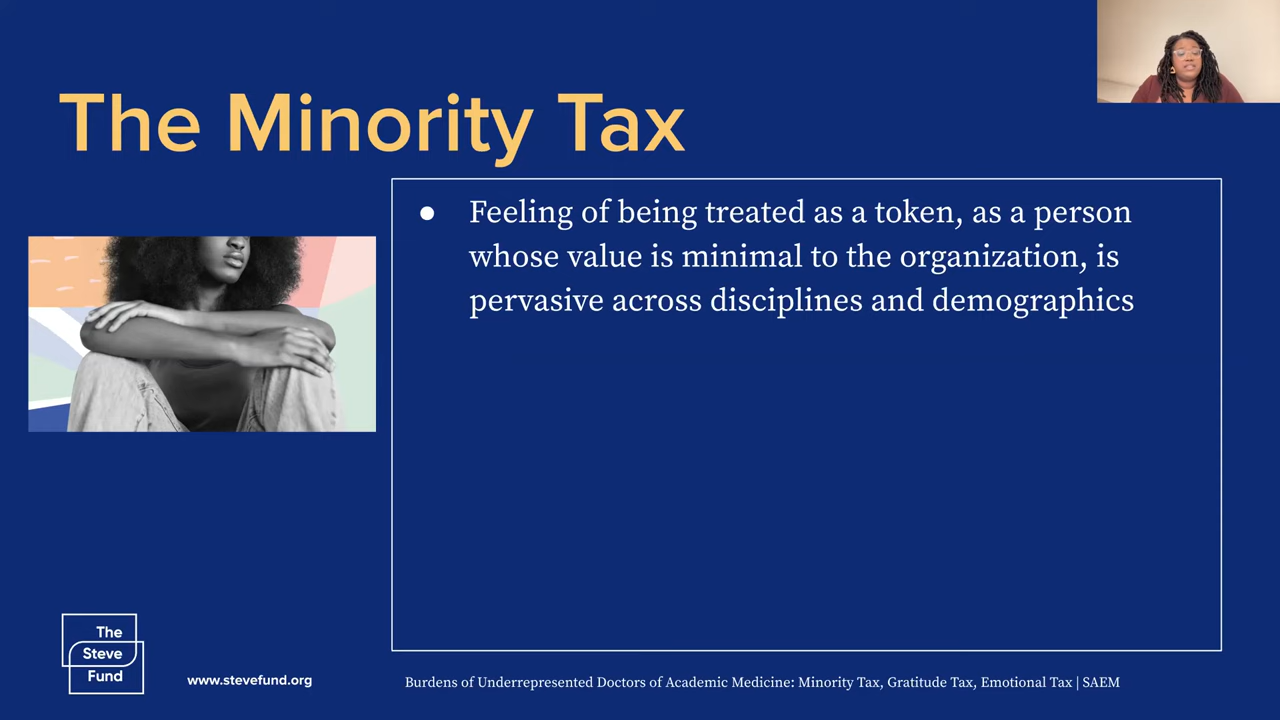 The Minority Tax
● Feeling of being treated as a token, as a person
whose value is minimal to the organization, is
pervasive across disciplines and demographics
The
Steve
Fund
www.stevefund.org
Burdens of Underrepresented Doctors of Academic Medicine: Minority Tax, Gratitude Tax, Emotional Tax | SAEM